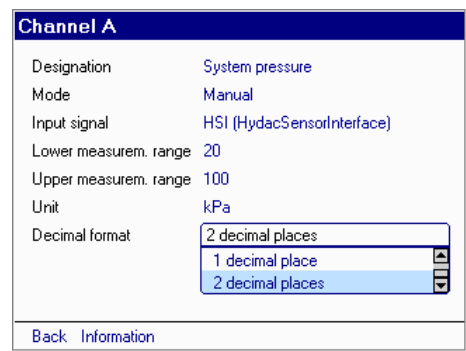 Channel A
Designation System pressure
Mode Manual
Input signal HSI (HydacSensorInterface)
Lower measurem. range 20
Upper measurem. range 100
Unit kPa
Decimal format 2 decimal places
1 decimal place
2 decimal places
Back Information